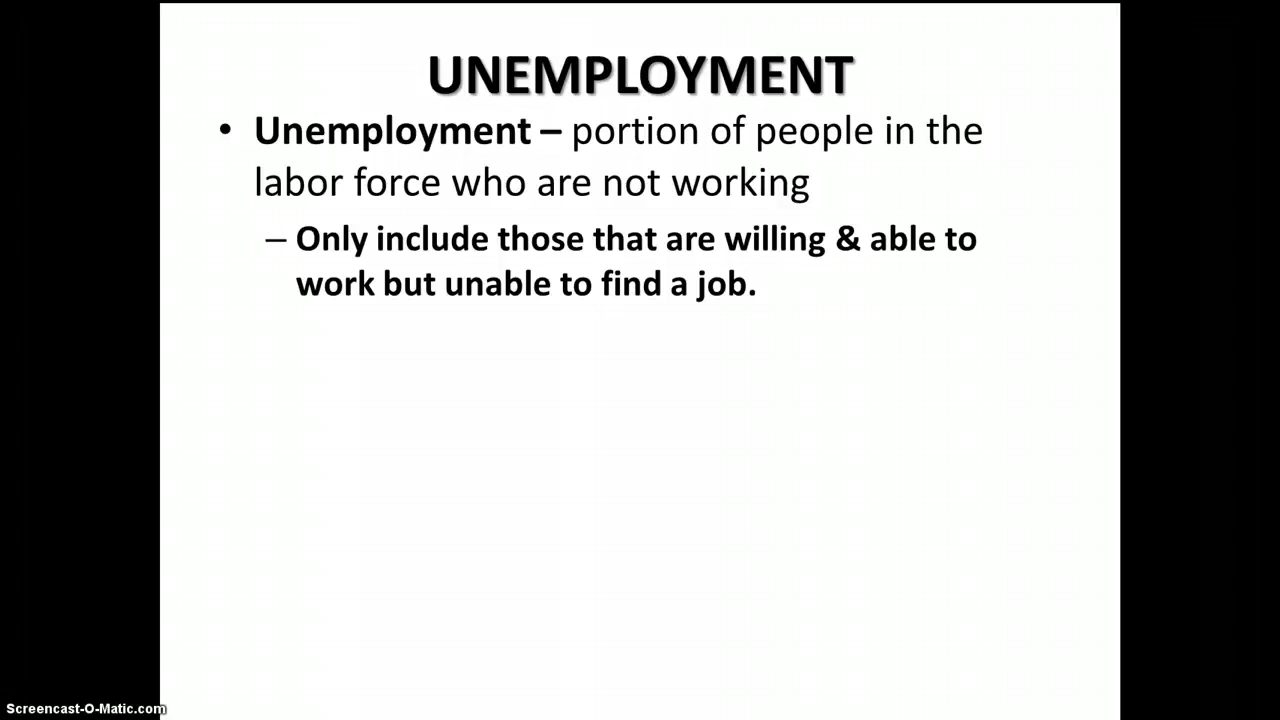 UNEMPLOYMENT
• Unemployment – portion of people in the
labor force who are not working
– Only include those that are willing & able to
work but unable to find a job.
Screencast-O-Matic.com